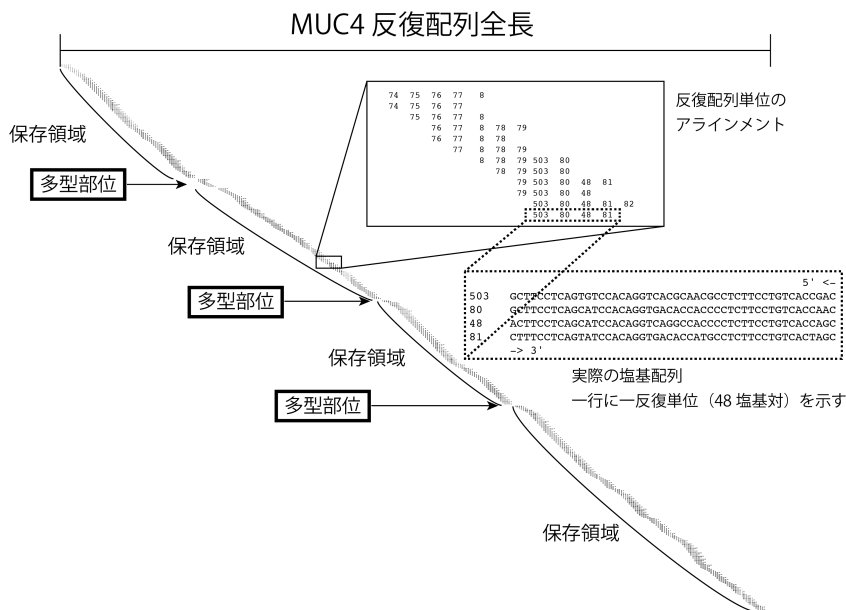 MUC4 反復配列全長
反復配列単位の
アラインメント
74 75 76 77 8
74 75 76 77
75 76 77 8
76 77 8 78 79
76 77 8 78
77 8 78 79
8 78 79 503 80
78 79 503 80
79 503 80 48 81
79 503 80 48
503 80 48 81 82
503 80 48 81
保存領域
多型部位
保存領域
多型部位
保存領域
多型部位
保存領域
5' <-
503 GCTTCCTCAGTGTCCACAGGTCACGCAACGCCTCTTCCTGTCACCGAC
80 GCTTCCTCAGCATCCACAGGTGACACCACCCCTCTTCCTGTCACCAAC
48 ACTTCCTCAGCATCCACAGGTCAGGCCACCCCTCTTCCTGTCACCAGC
81 CTTTCCTCAGTATCCACAGGTGACACCATGCCTCTTCCTGTCACTAGC
-> 3'
実際の塩基配列
一行に一反復単位（48 塩基対）を示す